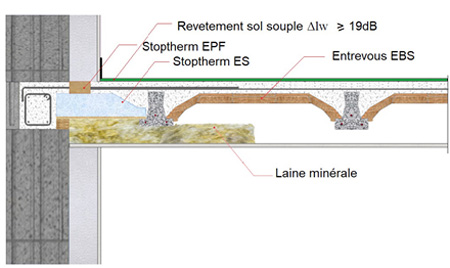 Revetement sol souple Δlw ≥ 19dB
Stoptherm EPF
Stoptherm ES
Entrevous EBS
Laine minérale